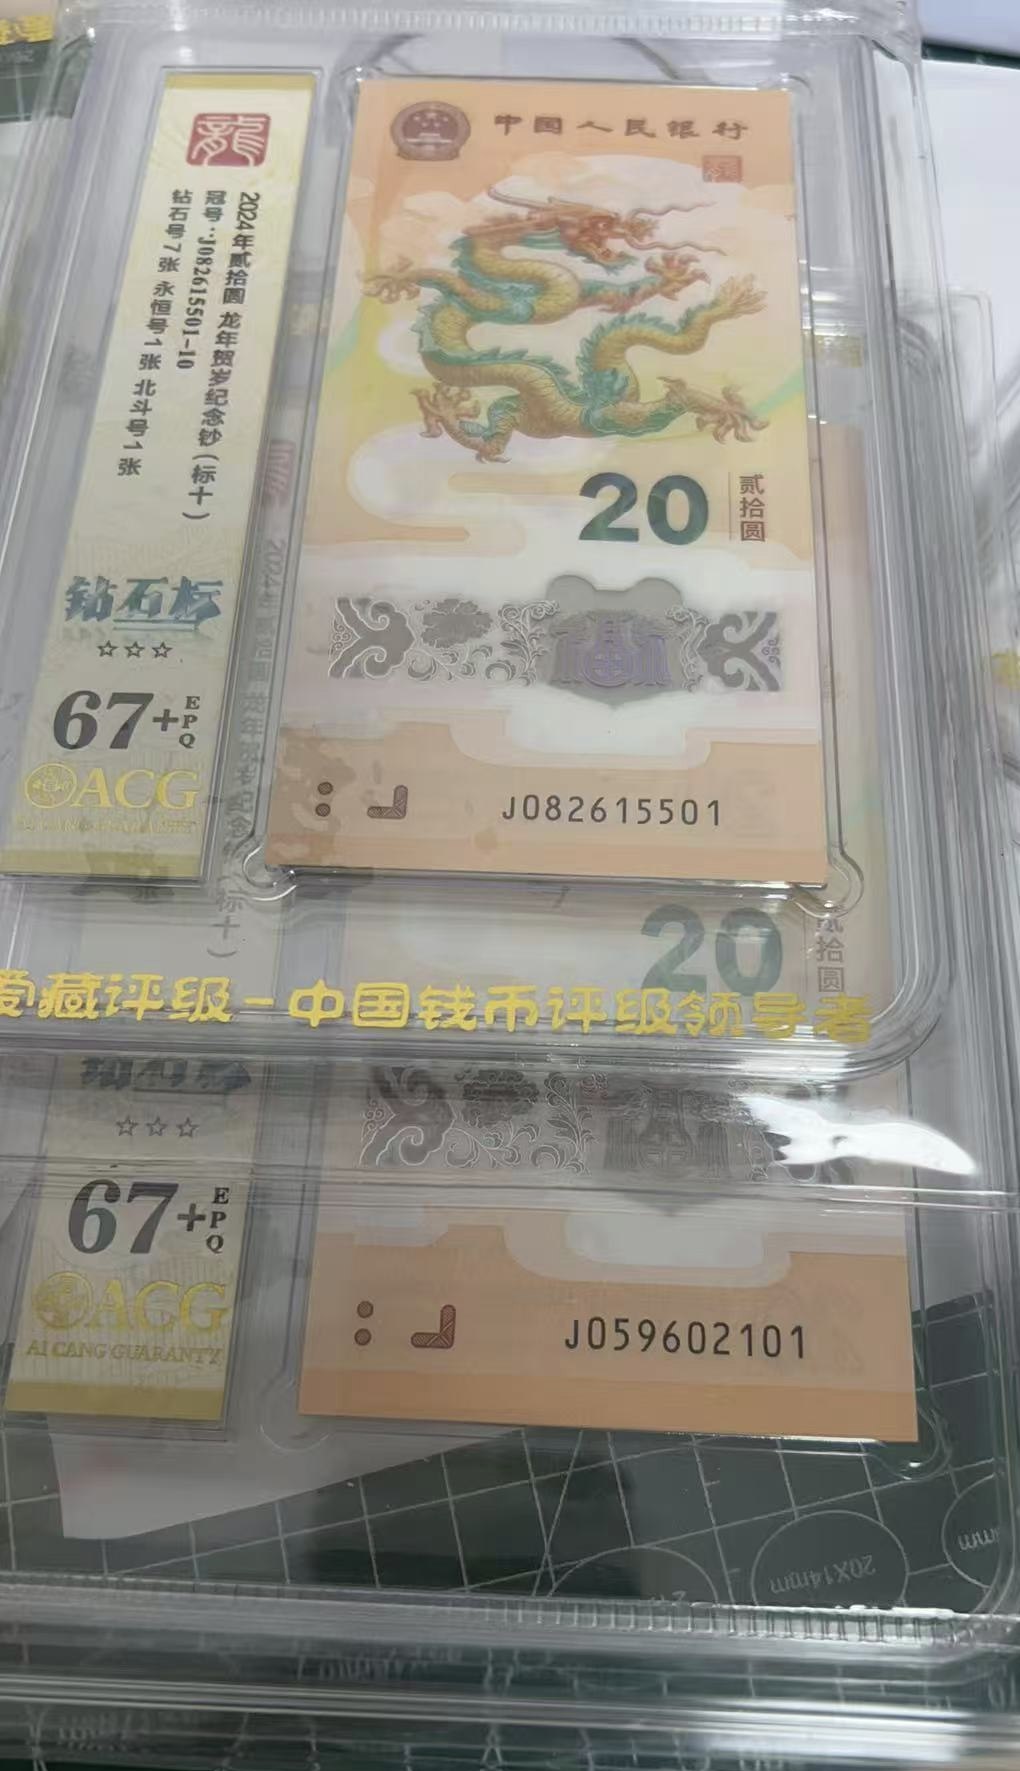 龍
2024年贰拾圆 龙年贺岁纪念钞(标十)
冠号:J082615501-10
钻石号7张 永恒号1张 北斗号1张
钻石标
☆☆☆
67+EPQ
ACG
中国人民银行
20
贰拾圆
J082615501
20
贰拾圆
爱藏评级-中国钱币评级领导者
钻石标
☆☆☆
67+EPQ
ACG
AI CANG GUARANTY
J059602101
20X14mm